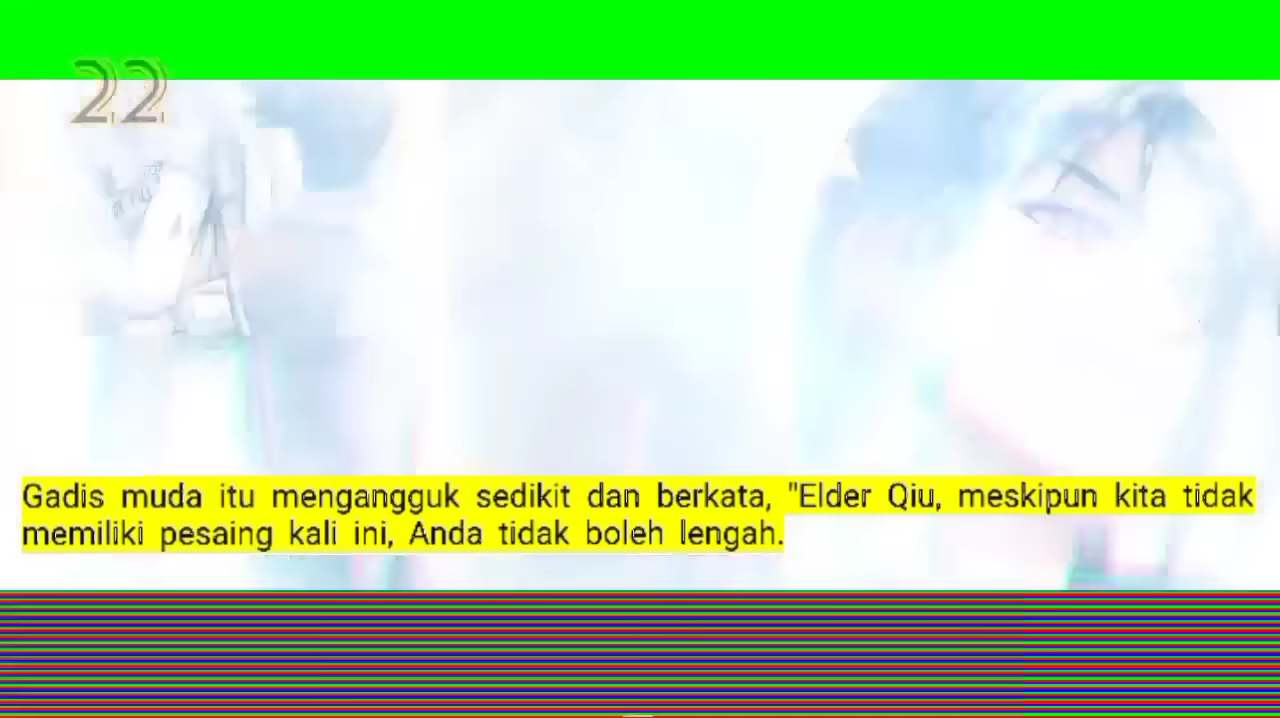 22
Gadis muda itu mengangguk sedikit dan berkata, "Elder Qiu, meskipun kita tidak
memiliki pesaing kali ini, Anda tidak boleh lengah.